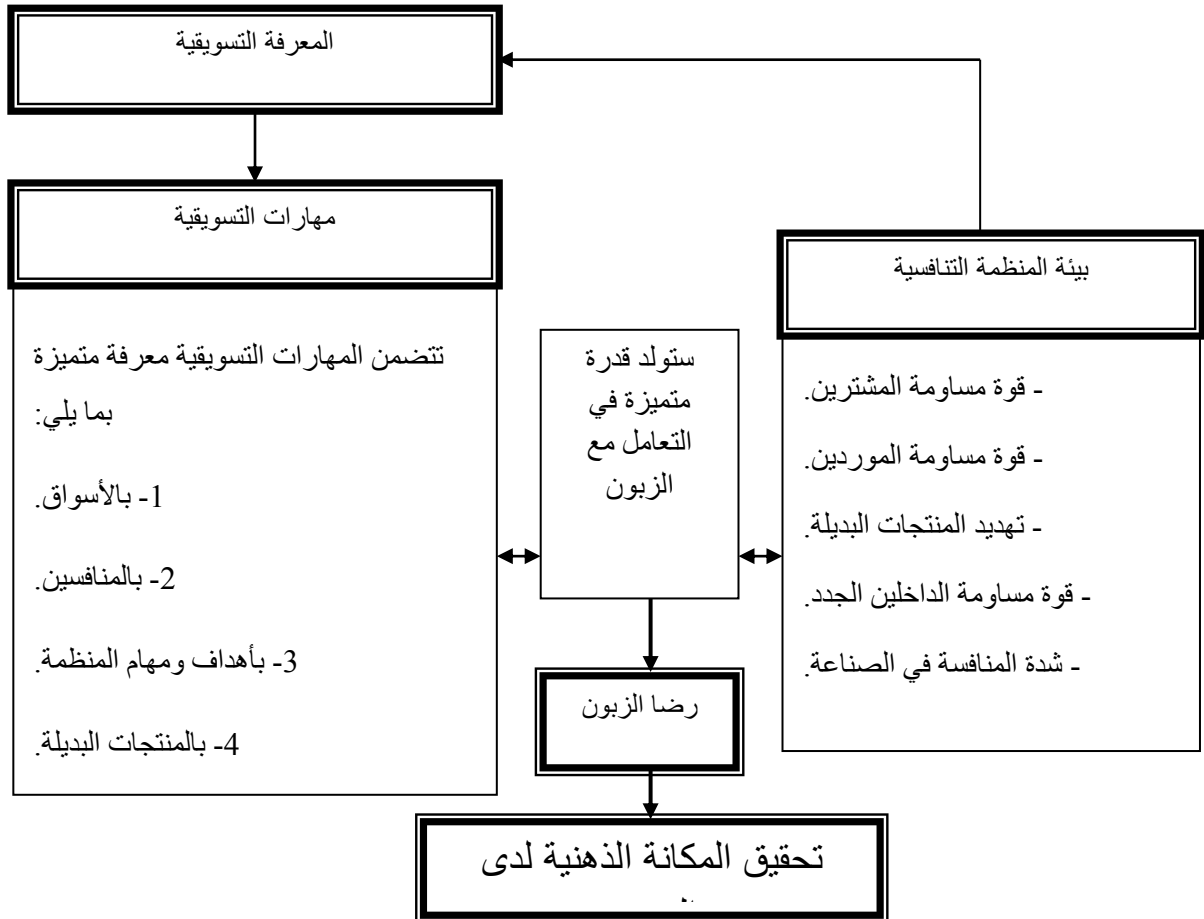 المعرفة التسويقية
مهارات التسويقية
تتضمن المهارات التسويقية معرفة متميزة
بما يلي:
1- بالأسواق.
2- بالمنافسين.
3- بأهداف ومهام المنظمة.
4- بالمنتجات البديلة.
ستولد قدرة
متميزة في
التعامل مع
الزبون
بيئة المنظمة التنافسية
- قوة مساومة المشترين.
- قوة مساومة الموردين.
- تهديد المنتجات البديلة.
- قوة مساومة الداخلين الجدد.
- شدة المنافسة في الصناعة.
رضا الزبون
تحقيق المكانة الذهنية لدى